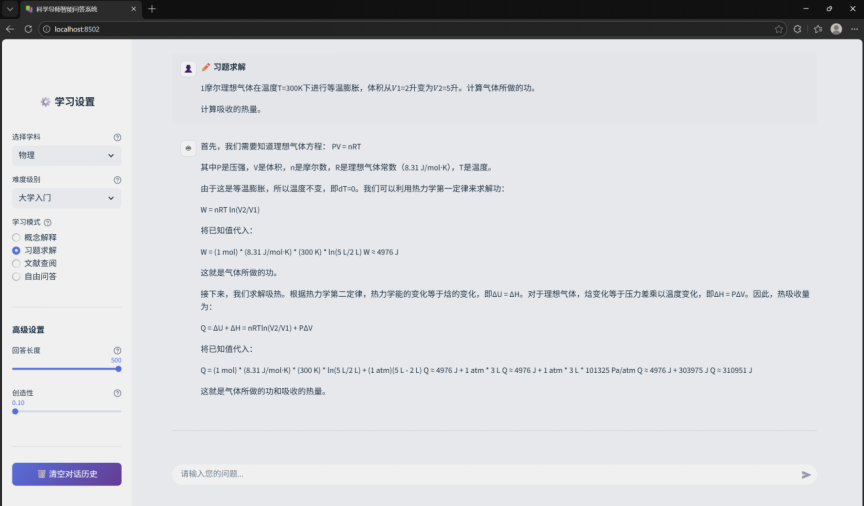 科学导师智能问答系统
localhost:8502
学习设置
选择学科
物理
难度级别
大学入门
学习模式
概念解释
习题求解
文献查阅
自由问答
高级设置
回答长度
500
创造性
0.10
清空对话历史
习题求解
1摩尔理想气体在温度T=300K下进行等温膨胀，体积从V1=2升变为V2=5升。计算气体所做的功。
计算吸收的热量。
首先，我们需要知道理想气体方程： PV = nRT
其中P是压强，V是体积，n是摩尔数，R是理想气体常数（8.31 J/mol·K），T是温度。
由于这是等温膨胀，所以温度不变，即dT=0。我们可以利用热力学第一定律来求解功：
W = nRT ln(V2/V1)
将已知值代入：
W = (1 mol) * (8.31 J/mol·K) * (300 K) * ln(5 L/2 L) W ≈ 4976 J
这就是气体所做的功。
接下来，我们求解吸热。根据热力学第二定律，热力学能的变化等于焓的变化，即ΔU = ΔH。对于理想气体，焓变化等于压力差乘以温度变化，即ΔH = PΔV。因此，热吸收量
为：
Q = ΔU + ΔH = nRTln(V2/V1) + PΔV
将已知值代入：
Q = (1 mol) * (8.31 J/mol·K) * (300 K) * ln(5 L/2 L) + (1 atm)(5 L - 2 L) Q ≈ 4976 J + 1 atm * 3 L Q ≈ 4976 J + 1 atm * 3 L * 101325 Pa/atm Q ≈ 4976 J + 303975 J Q ≈ 310951 J
这就是气体所做的功和吸收的热量。
请输入您的问题...